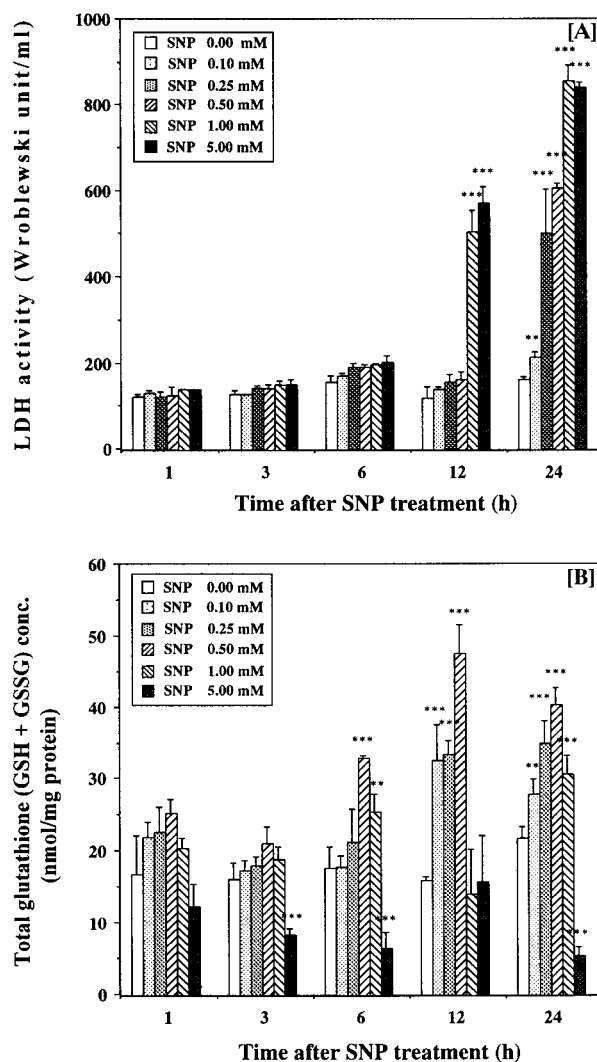 [A]
1000
800
600
400
200
0
LDH activity (Wroblewski unit/ml)
SNP 0.00 mM
SNP 0.10 mM
SNP 0.25 mM
SNP 0.50 mM
SNP 1.00 mM
SNP 5.00 mM
***
***
**
***
***
***
***
1 3 6 12 24
Time after SNP treatment (h)
[B]
60
50
40
30
20
10
0
Total glutathione (GSH + GSSG) conc.
(nmol/mg protein)
SNP 0.00 mM
SNP 0.10 mM
SNP 0.25 mM
SNP 0.50 mM
SNP 1.00 mM
SNP 5.00 mM
***
***
**
***
***
***
**
***
***
***
1 3 6 12 24
Time after SNP treatment (h)